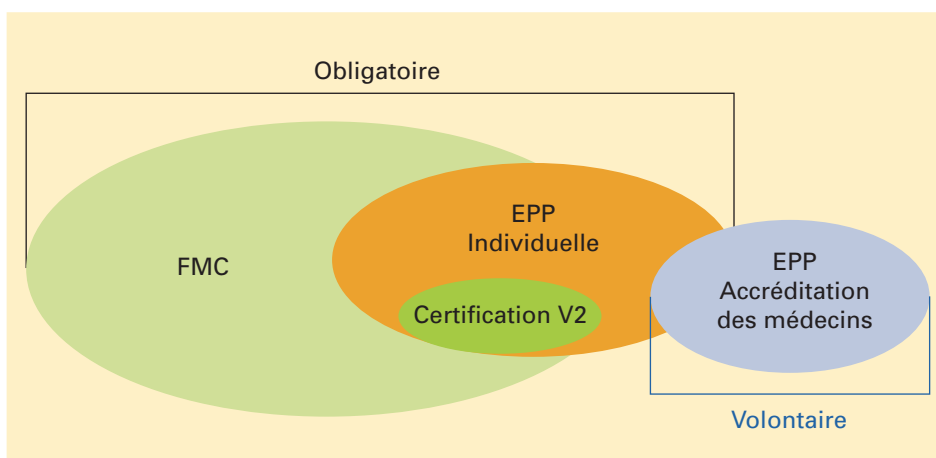 Obligatoire
FMC
EPP
Individuelle
Certification V2
EPP
Accréditation
des médecins
Volontaire